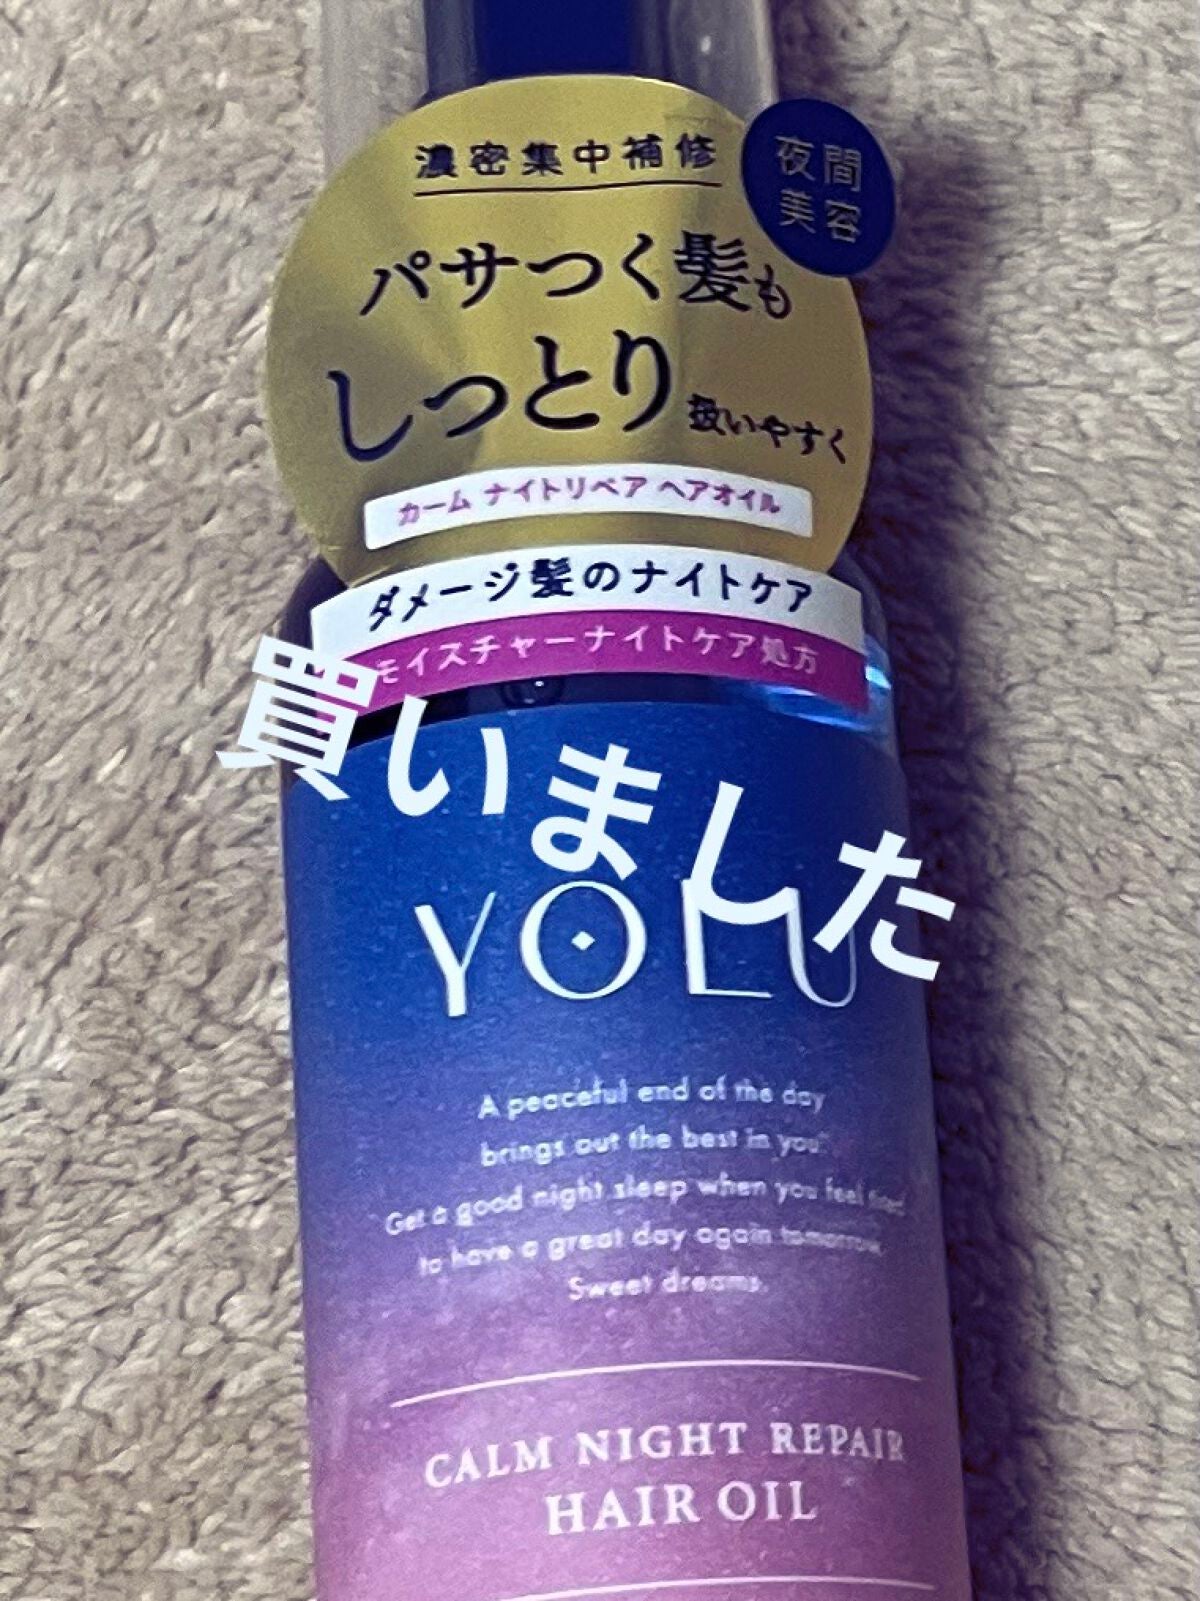 濃密集中補修
夜間
美容
パサつく髪も
しっとり 扱いやすく
カーム ナイトリペア ヘアオイル
ダメージ髪のナイトケア
モイスチャーナイトケア処方
買いました
YOLU
A peaceful end of the day
brings out the best in you.
Get a good night sleep when you feel tired
to have a great day again tomorrow.
Sweet dreams.
CALM NIGHT REPAIR
HAIR OIL